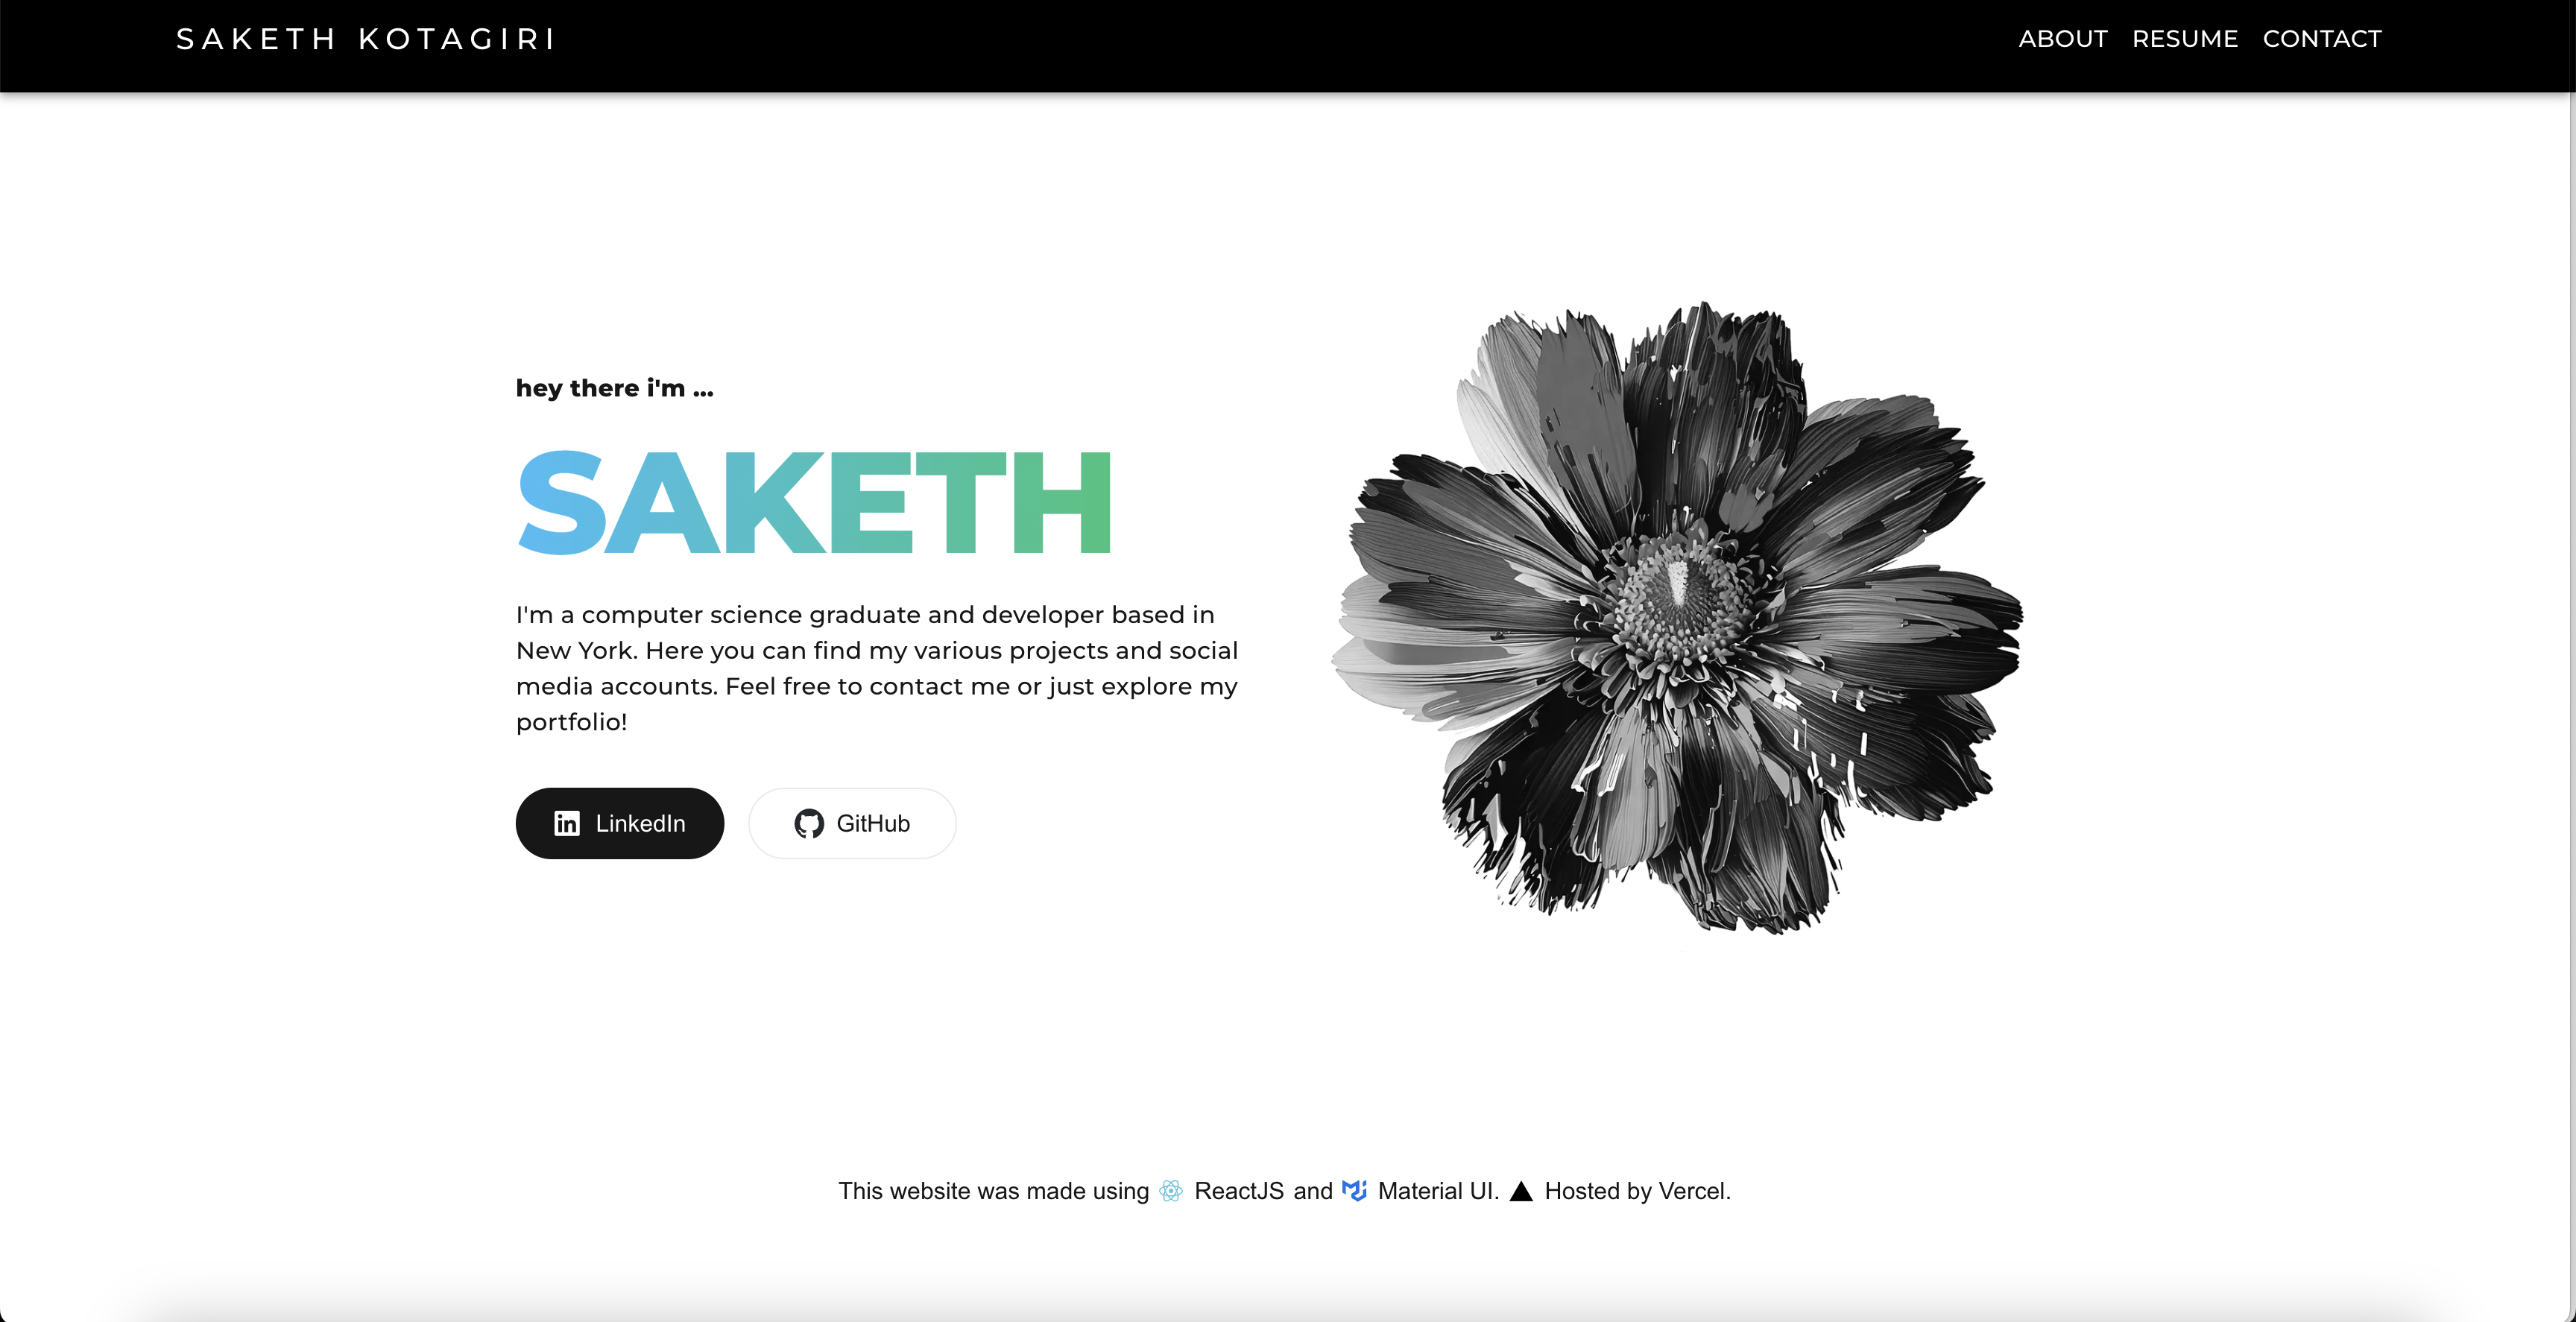 SAKETH KOTAGIRI
ABOUT RESUME CONTACT
hey there i'm ...
SAKETH
I'm a computer science graduate and developer based in
New York. Here you can find my various projects and social
media accounts. Feel free to contact me or just explore my
portfolio!
in LinkedIn
GitHub
This website was made using ReactJS and Material UI. Hosted by Vercel.